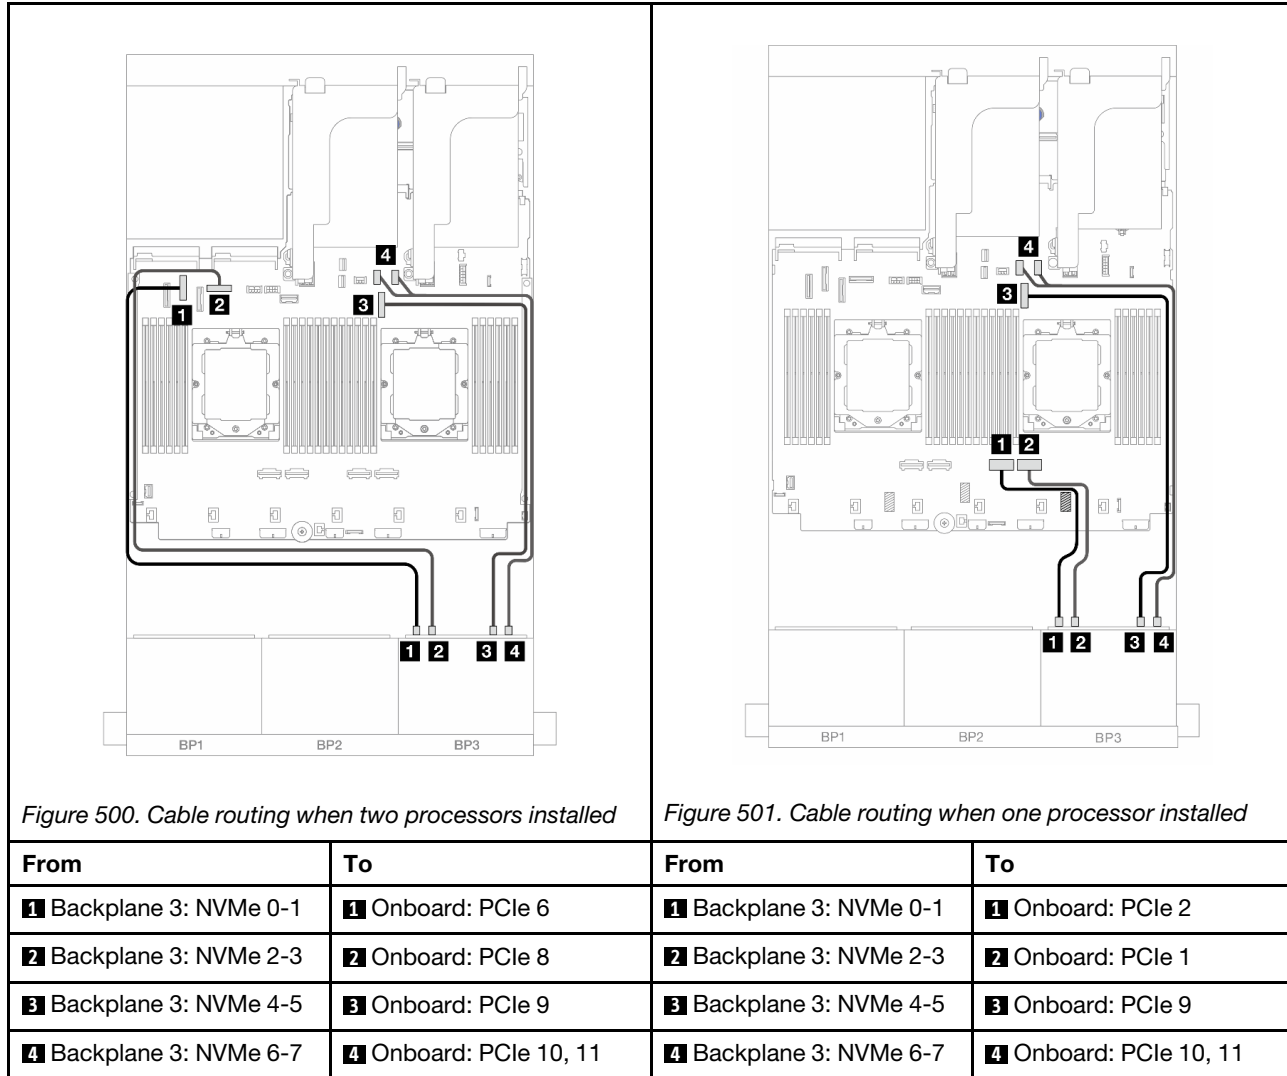 4
1
2
3
1
2
3
4
BP1
BP2
BP3
Figure 500. Cable routing when two processors installed
4
3
1
2
1
2
3
4
BP1
BP2
BP3
Figure 501. Cable routing when one processor installed
From To From To
1 Backplane 3: NVMe 0-1 1 Onboard: PCIe 6 1 Backplane 3: NVMe 0-1 1 Onboard: PCIe 2
2 Backplane 3: NVMe 2-3 2 Onboard: PCIe 8 2 Backplane 3: NVMe 2-3 2 Onboard: PCIe 1
3 Backplane 3: NVMe 4-5 3 Onboard: PCIe 9 3 Backplane 3: NVMe 4-5 3 Onboard: PCIe 9
4 Backplane 3: NVMe 6-7 4 Onboard: PCIe 10, 11 4 Backplane 3: NVMe 6-7 4 Onboard: PCIe 10, 11